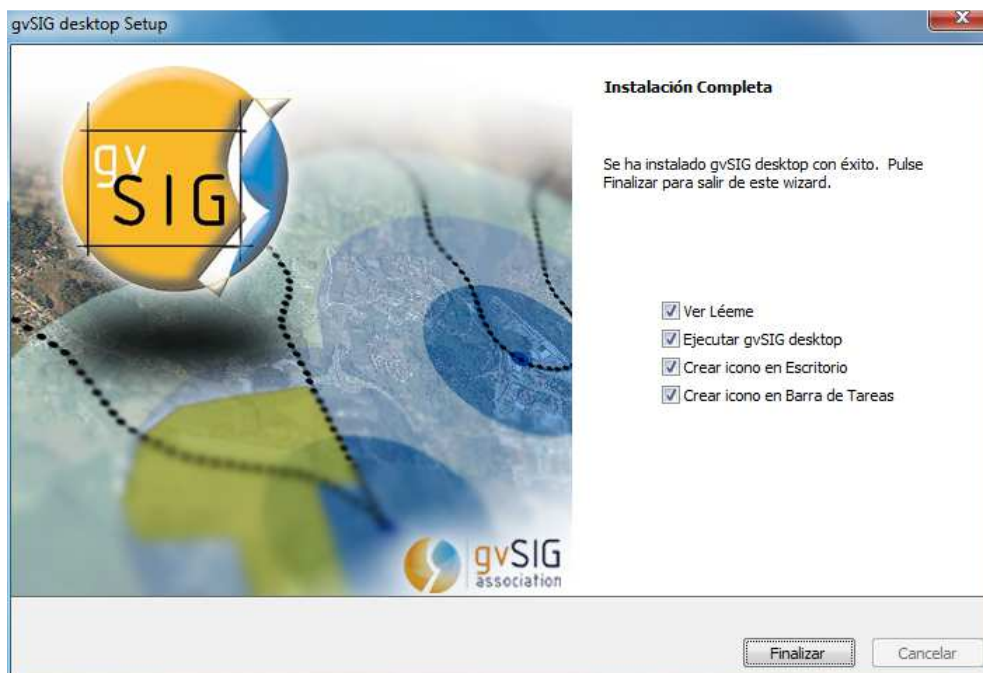 gvSIG desktop Setup
gv
SIG
Instalación Completa
Se ha instalado gvSIG desktop con éxito. Pulse
Finalizar para salir de este wizard.
Ver Léeme
Ejecutar gvSIG desktop
Crear icono en Escritorio
Crear icono en Barra de Tareas
gvSIG
association
Finalizar
Cancelar